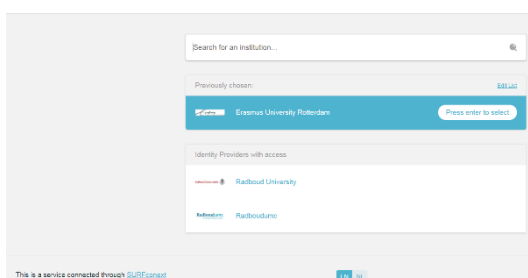 Search for an institution...
Previously chosen:
Edit List
Erasmus University Rotterdam
Press enter to select
Identity Providers with access
Radboud University
Radboudumc
Radboudumc
This is a service connected through SURFconext
EN NL